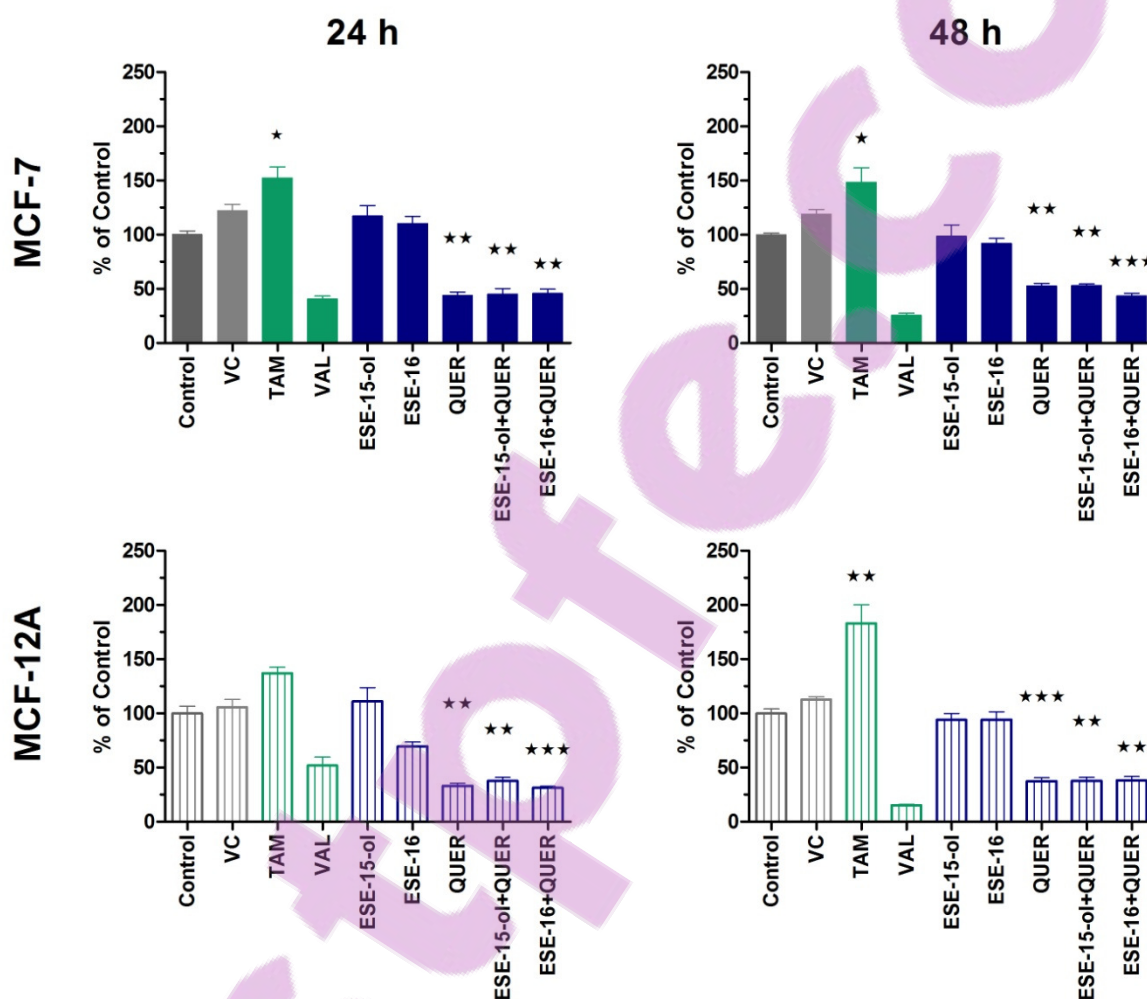 24 h
48 h
MCF-7
% of Control
250
200
150
100
50
0
★
★★
★★
★★
Control
VC
TAM
VAL
ESE-15-ol
ESE-16
QUER
ESE-15-ol+QUER
ESE-16+QUER
% of Control
250
200
150
100
50
0
★
★★
★★
★★★
Control
VC
TAM
VAL
ESE-15-ol
ESE-16
QUER
ESE-15-ol+QUER
ESE-16+QUER
MCF-12A
% of Control
250
200
150
100
50
0
★★
★★
★★★
Control
VC
TAM
VAL
ESE-15-ol
ESE-16
QUER
ESE-15-ol+QUER
ESE-16+QUER
% of Control
250
200
150
100
50
0
★★
★★★
★★
★★
Control
VC
TAM
VAL
ESE-15-ol
ESE-16
QUER
ESE-15-ol+QUER
ESE-16+QUER
tpfe.co